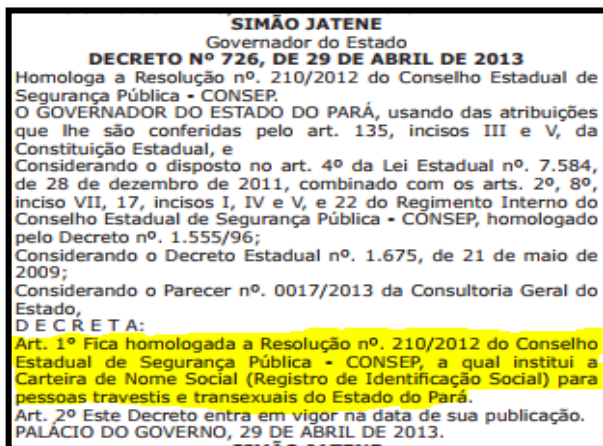 SIMÃO JATENE
Governador do Estado
DECRETO Nº 726, DE 29 DE ABRIL DE 2013
Homologa a Resolução nº. 210/2012 do Conselho Estadual de
Segurança Pública - CONSEP.
O GOVERNADOR DO ESTADO DO PARÁ, usando das atribuições
que lhe são conferidas pelo art. 135, incisos III e V, da
Constituição Estadual, e
Considerando o disposto no art. 4º da Lei Estadual nº. 7.584,
de 28 de dezembro de 2011, combinado com os arts. 2º, 8º,
inciso VII, 17, incisos I, IV e V, e 22 do Regimento Interno do
Conselho Estadual de Segurança Pública - CONSEP, homologado
pelo Decreto nº. 1.555/96;
Considerando o Decreto Estadual nº. 1.675, de 21 de maio de
2009;
Considerando o Parecer nº. 0017/2013 da Consultoria Geral do
Estado,
D E C R E T A:
Art. 1º Fica homologada a Resolução nº. 210/2012 do Conselho
Estadual de Segurança Pública - CONSEP, a qual institui a
Carteira de Nome Social (Registro de Identificação Social) para
pessoas travestis e transexuais do Estado do Pará.
Art. 2º Este Decreto entra em vigor na data de sua publicação.
PALÁCIO DO GOVERNO, 29 DE ABRIL DE 2013.